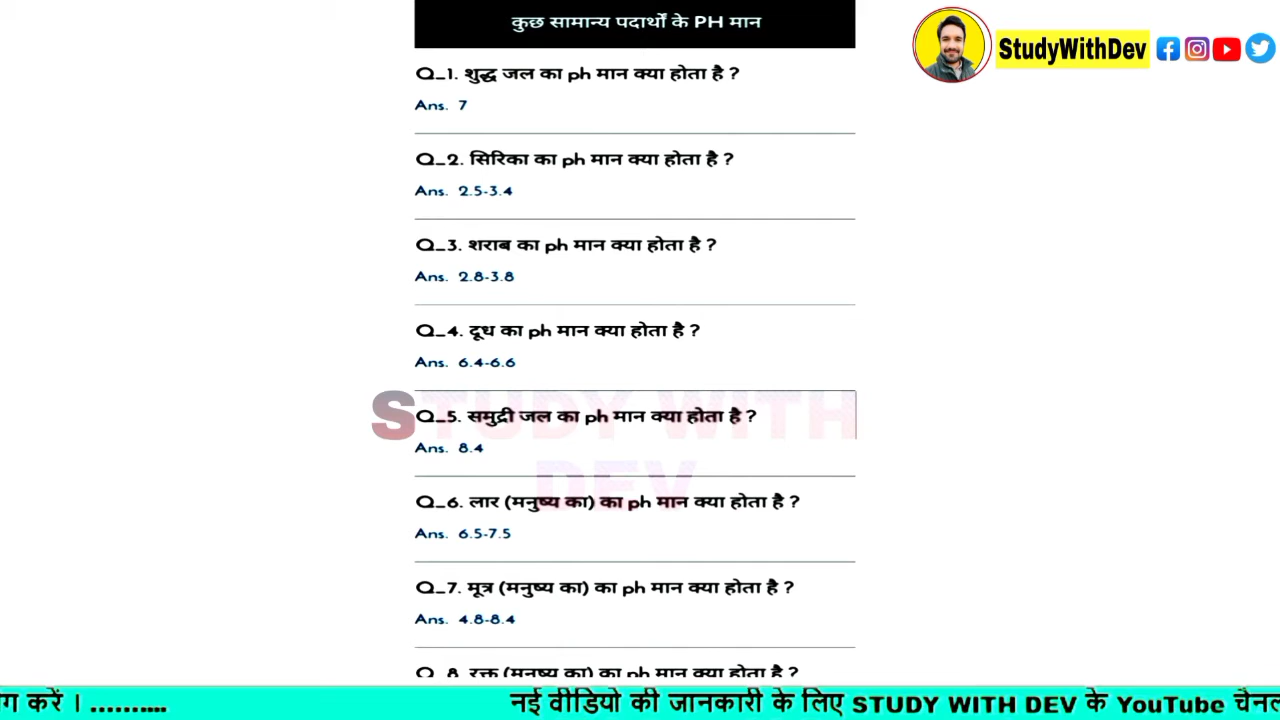 कुछ सामान्य पदार्थों के PH मान
StudyWithDev
Q_1. शुद्ध जल का ph मान क्या होता है ?
Ans. 7
Q_2. सिरिका का ph मान क्या होता है ?
Ans. 2.5-3.4
Q_3. शराब का ph मान क्या होता है ?
Ans. 2.8-3.8
Q_4. दूध का ph मान क्या होता है ?
Ans. 6.4-6.6
STUDY WITH
DEV
Q_5. समुद्री जल का ph मान क्या होता है ?
Ans. 8.4
Q_6. लार (मनुष्य का) का ph मान क्या होता है ?
Ans. 6.5-7.5
Q_7. मूत्र (मनुष्य का) का ph मान क्या होता है ?
Ans. 4.8-8.4
Q_8. रक्त (मनुष्य का) का ph मान क्या होता है ?
करें । ......... नई वीडियो की जानकारी के लिए STUDY WITH DEV के YouTube